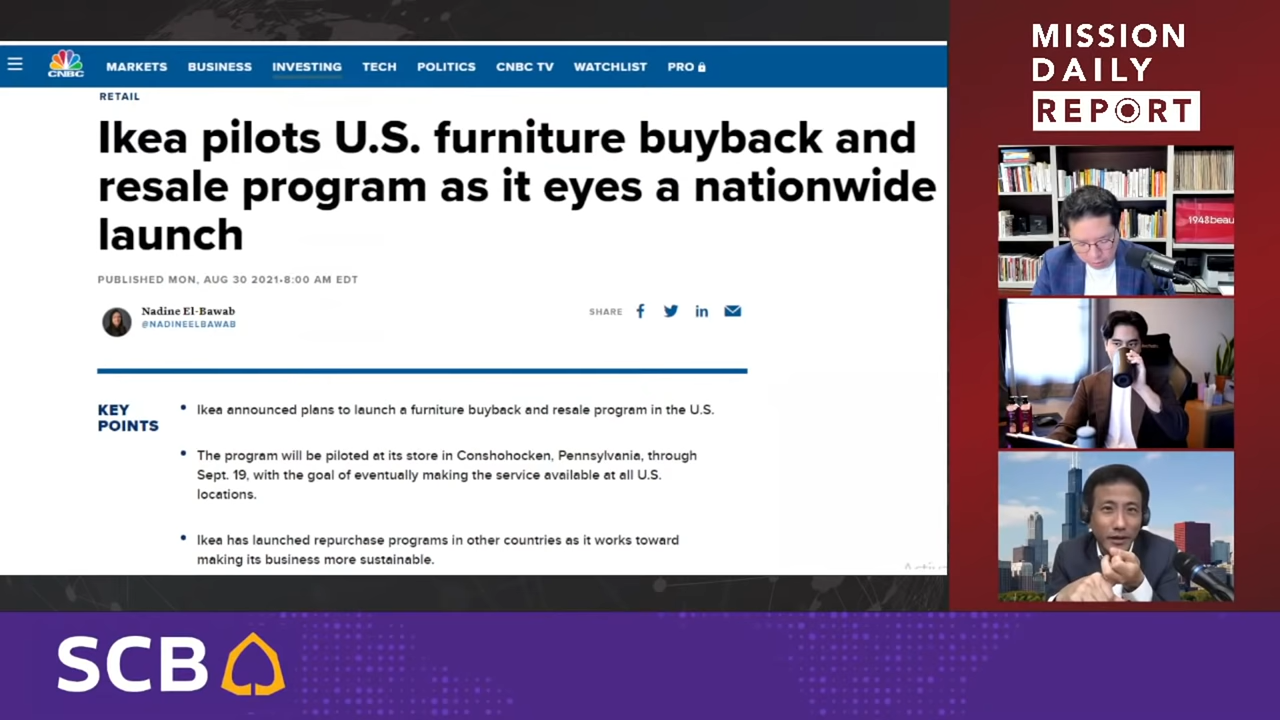 MISSION
DAILY
REPORT
CNBC
MARKETS BUSINESS INVESTING TECH POLITICS CNBC TV WATCHLIST PRO
RETAIL
Ikea pilots U.S. furniture buyback and
resale program as it eyes a nationwide
launch
PUBLISHED MON, AUG 30 2021•8:00 AM EDT
Nadine El-Bawab
@NADINEELBAWAB
SHARE
KEY
POINTS
• Ikea announced plans to launch a furniture buyback and resale program in the U.S.
• The program will be piloted at its store in Conshohocken, Pennsylvania, through
Sept. 19, with the goal of eventually making the service available at all U.S.
locations.
• Ikea has launched repurchase programs in other countries as it works toward
making its business more sustainable.
SCB